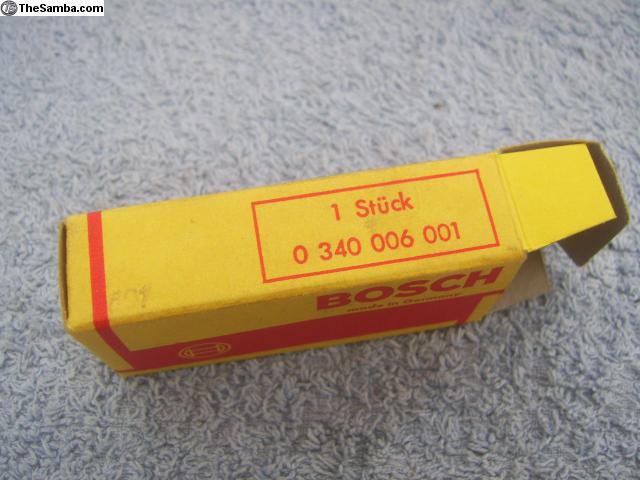 TheSamba.com
1 Stück
0 340 006 001
BOSCH
made in Germany